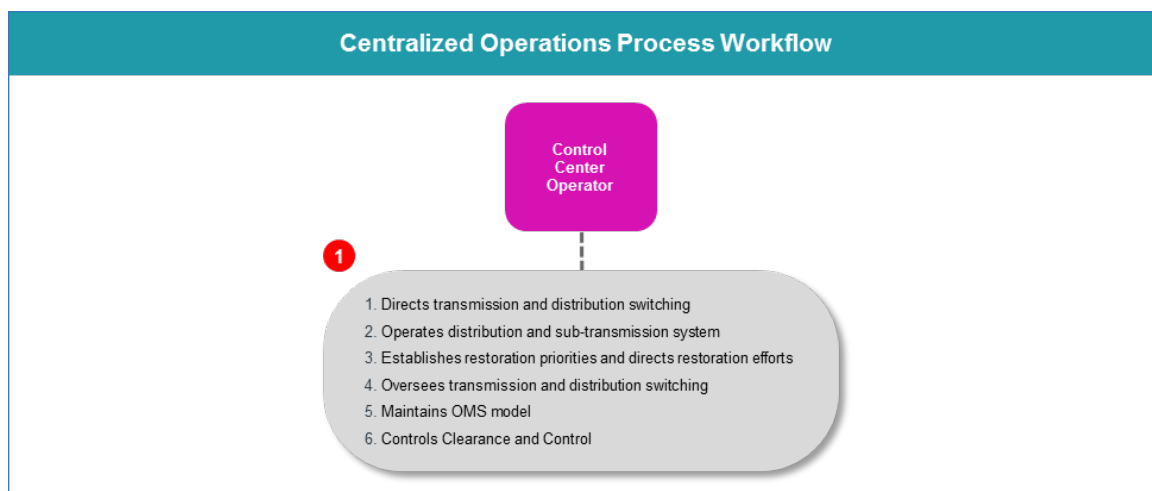 Centralized Operations Process Workflow
Control
Center
Operator
1
1. Directs transmission and distribution switching
2. Operates distribution and sub-transmission system
3. Establishes restoration priorities and directs restoration efforts
4. Oversees transmission and distribution switching
5. Maintains OMS model
6. Controls Clearance and Control